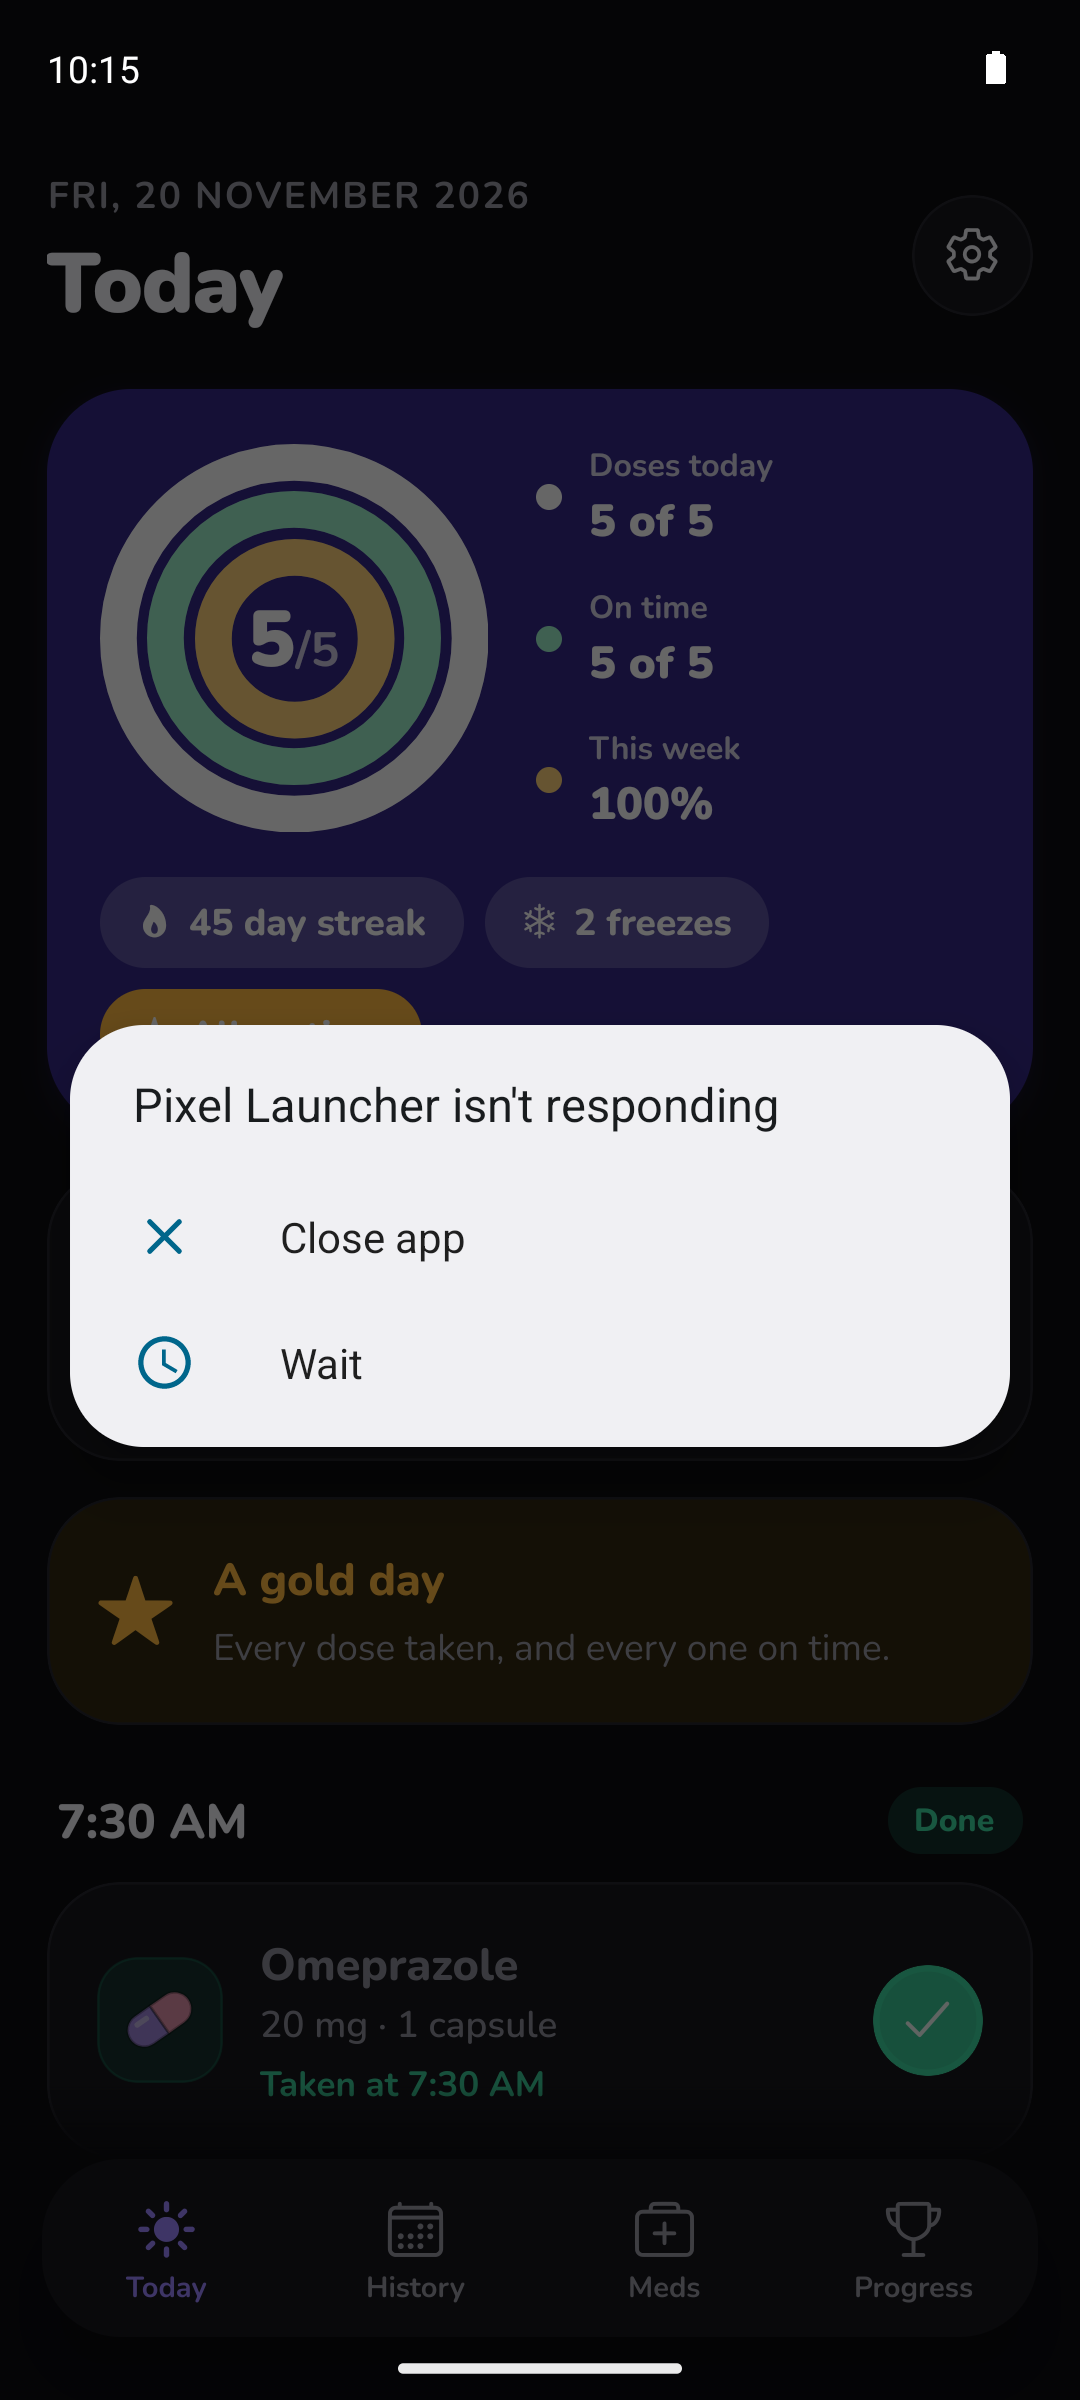 10:15
FRI, 20 NOVEMBER 2026
Today
Doses today
5 of 5
On time
5 of 5
This week
100%
5/5
45 day streak
2 freezes
Pixel Launcher isn't responding
Close app
Wait
A gold day
Every dose taken, and every one on time.
7:30 AM
Done
Omeprazole
20 mg · 1 capsule
Taken at 7:30 AM
Today
History
Meds
Progress